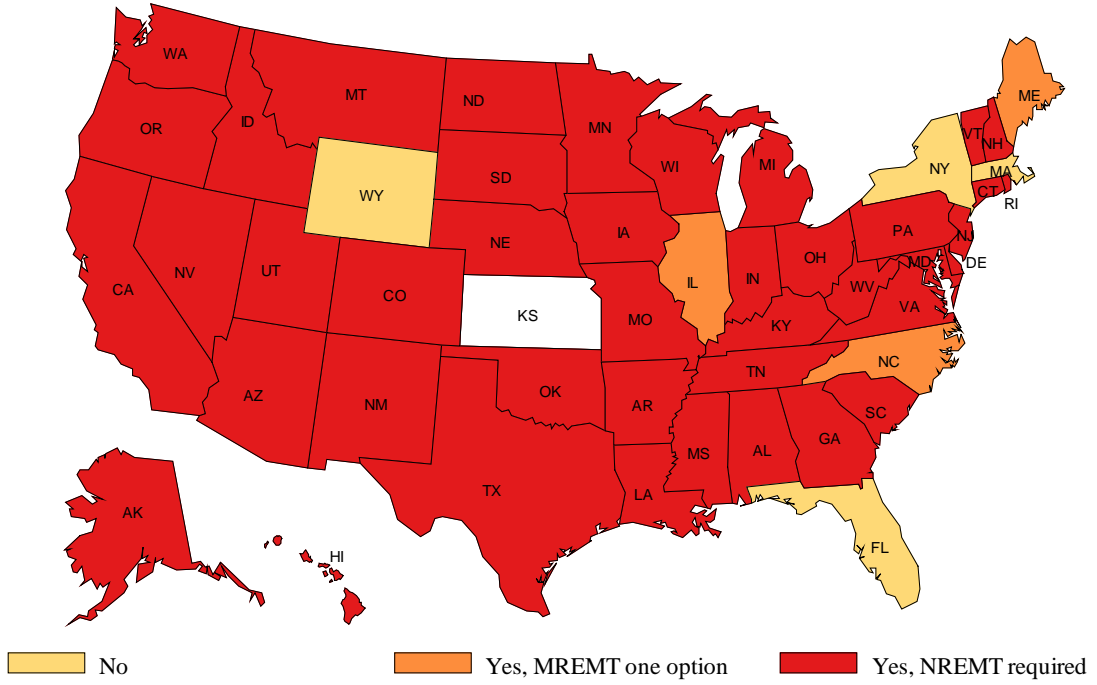 WA
MT
ND
MN
ME
OR
ID
WI
MI
VT
NH
SD
NY
MA
WY
CT
RI
IA
NE
PA
NJ
NV
UT
CO
IL
IN
OH
MD
DE
CA
KS
MO
WV
VA
KY
NC
TN
AZ
NM
OK
AR
SC
MS
AL
GA
TX
LA
AK
HI
FL
No
Yes, MREMT one option
Yes, NREMT required